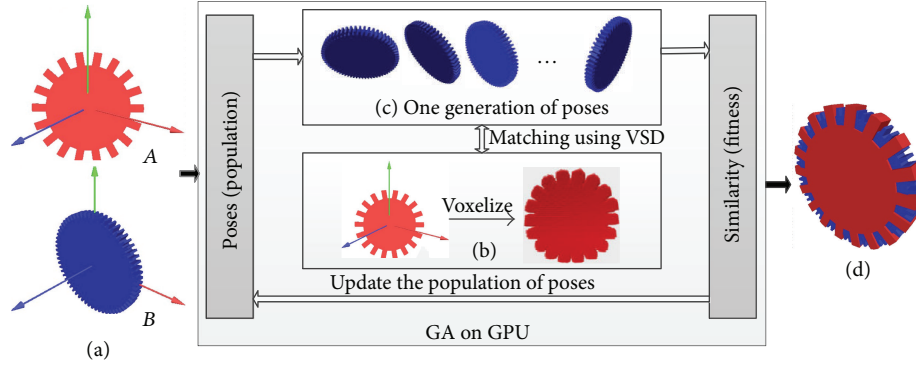 A
B
(a)
Poses (population)
...
(c) One generation of poses
Matching using VSD
Voxelize
(b)
Update the population of poses
GA on GPU
Similarity (fitness)
(d)